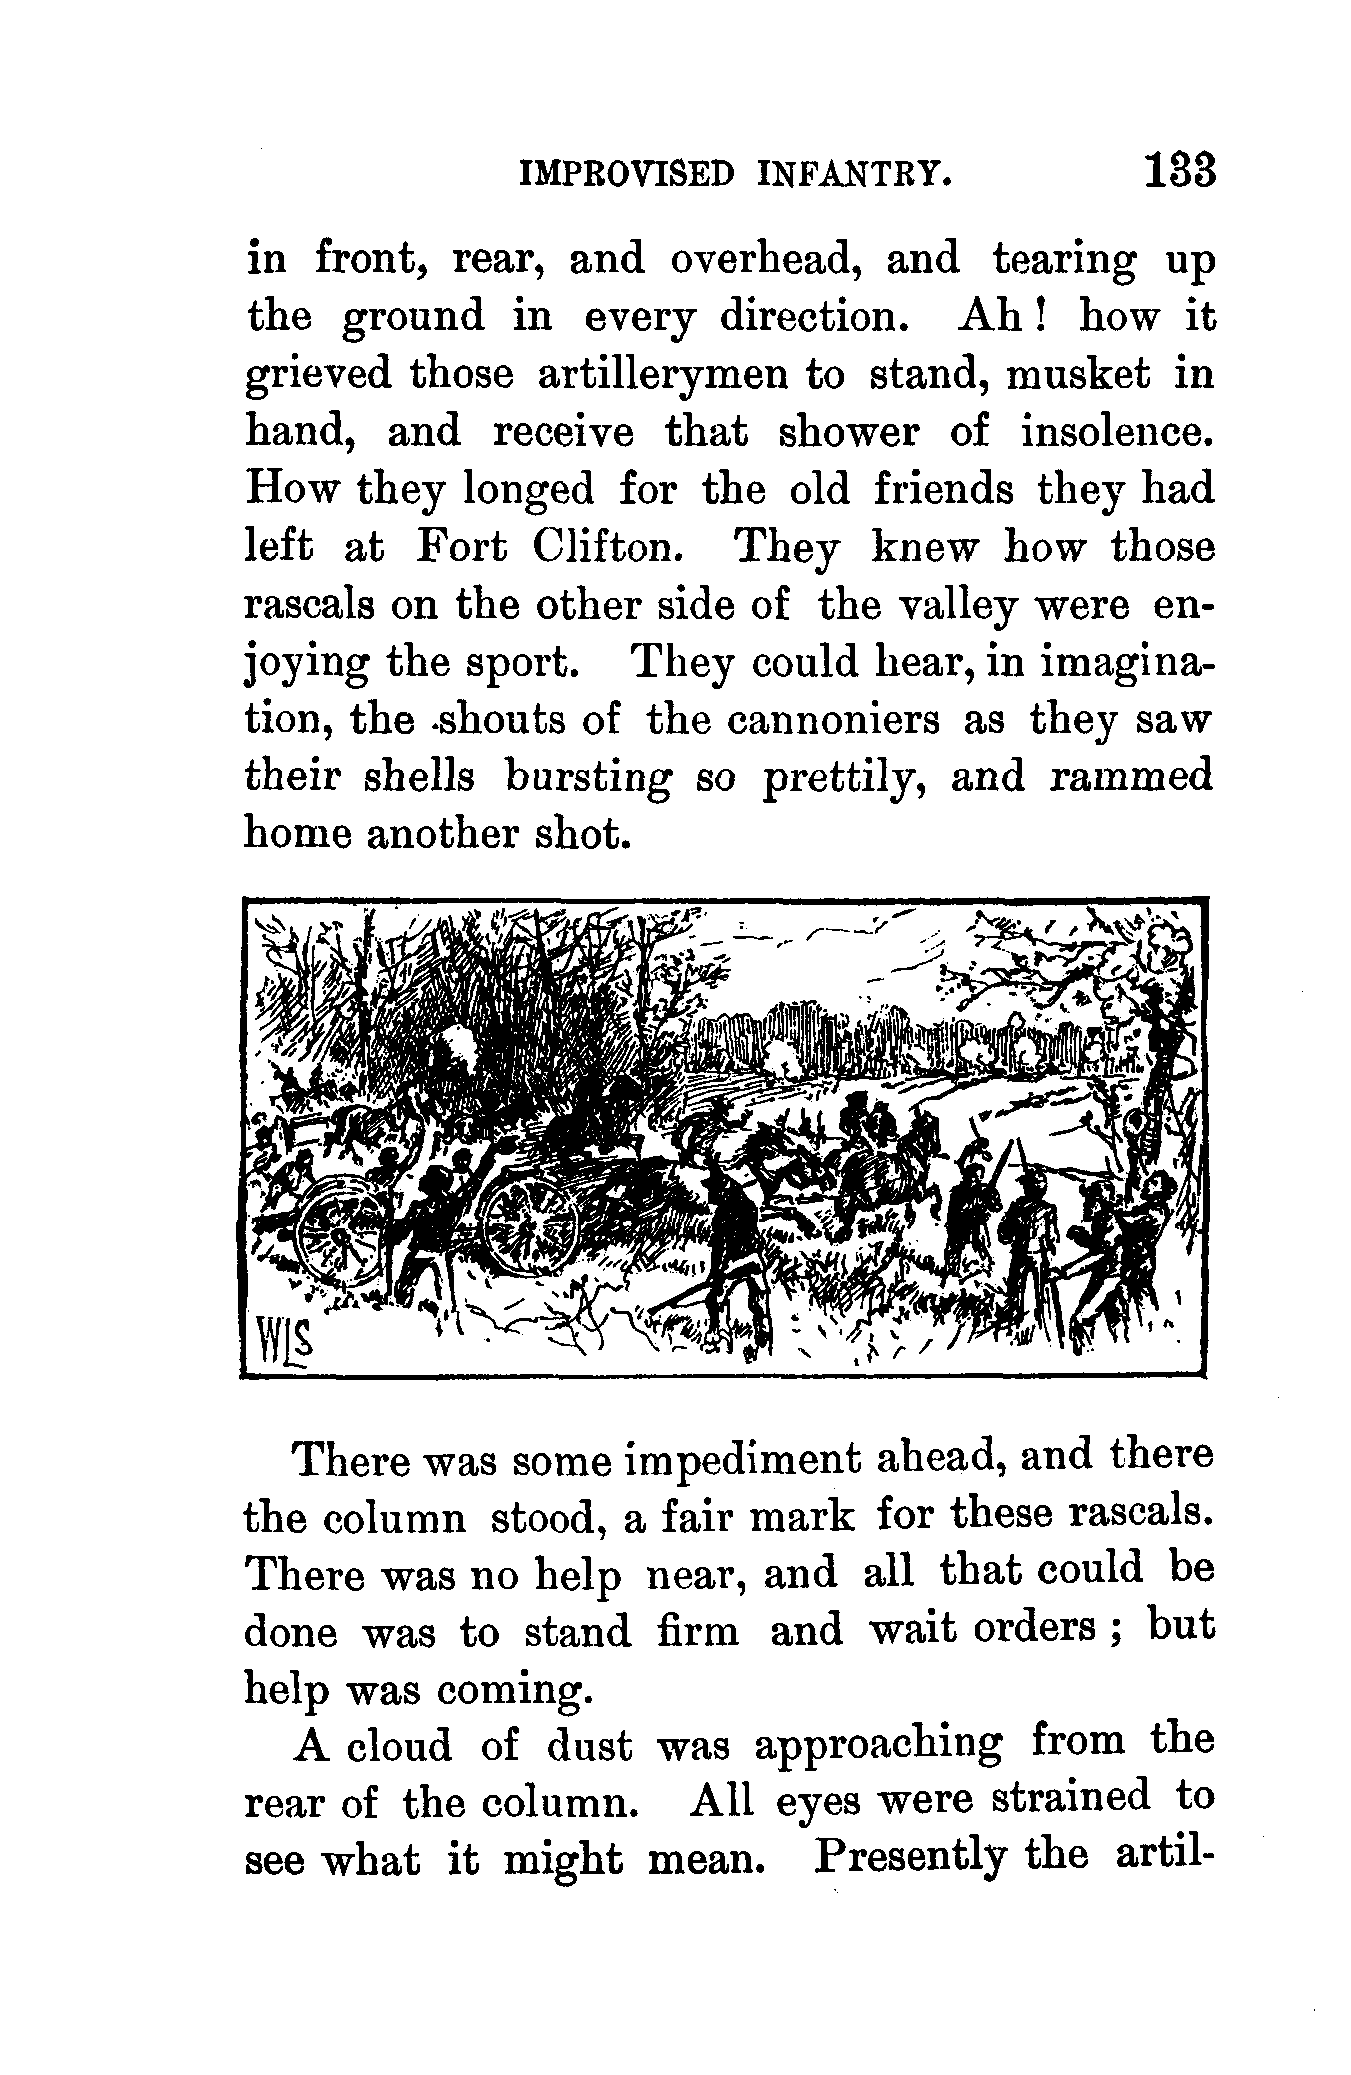 IMPROVISED INFANTRY. 133
in front, rear, and overhead, and tearing up
the ground in every direction. Ah! how it
grieved those artillerymen to stand, musket in
hand, and receive that shower of insolence.
How they longed for the old friends they had
left at Fort Clifton. They knew how those
rascals on the other side of the valley were en-
joying the sport. They could hear, in imagina-
tion, the shouts of the cannoniers as they saw
their shells bursting so prettily, and rammed
home another shot.
WLS
There was some impediment ahead, and there
the column stood, a fair mark for these rascals.
There was no help near, and all that could be
done was to stand firm and wait orders; but
help was coming.
A cloud of dust was approaching from the
rear of the column. All eyes were strained to
see what it might mean. Presently the artil-